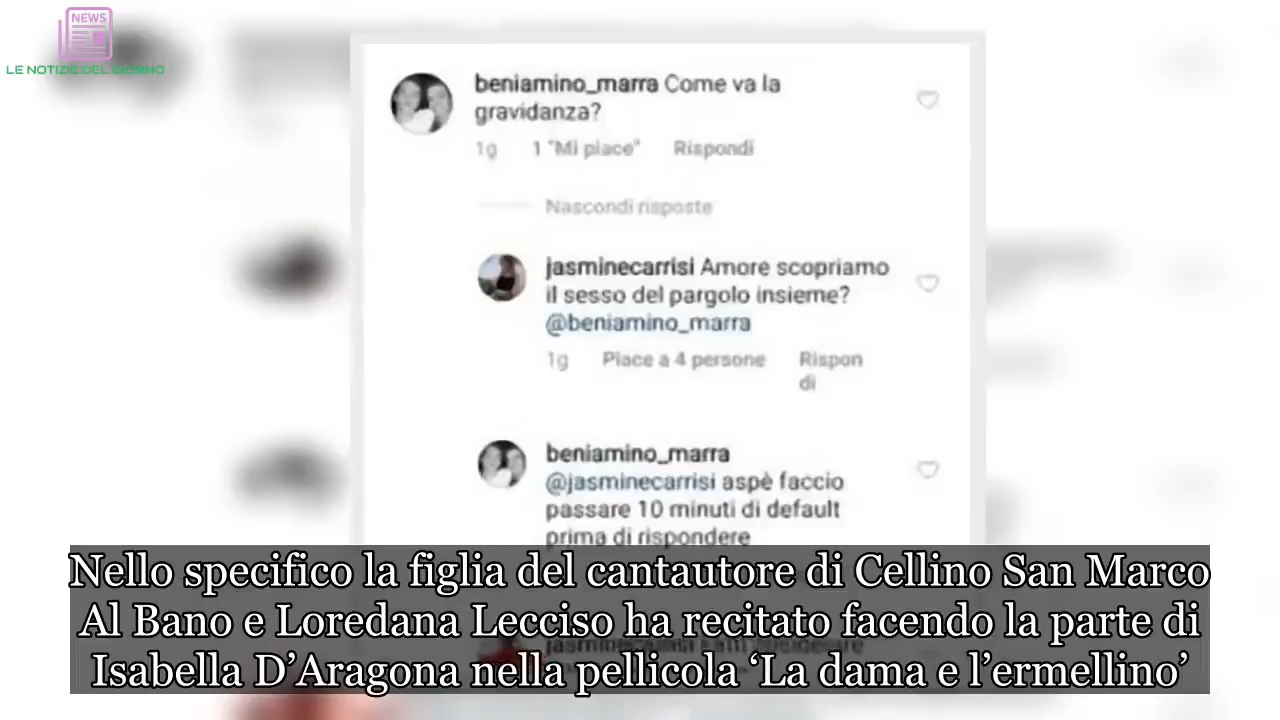 NEWS
LE NOTIZIE DEL GIORNO
beniamino_marra Come va la
gravidanza?
1g 1 "Mi piace" Rispondi
Nascondi risposte
jasminecarrisi Amore scopriamo
il sesso del pargolo insieme?
@beniamino_marra
1g Piace a 4 persone Rispon
di
beniamino_marra
@jasminecarrisi aspè faccio
passare 10 minuti di default
prima di rispondere
Nello specifico la figlia del cantautore di Cellino San Marco
Al Bano e Loredana Lecciso ha recitato facendo la parte di
Isabella D’Aragona nella pellicola ‘La dama e l’ermellino’